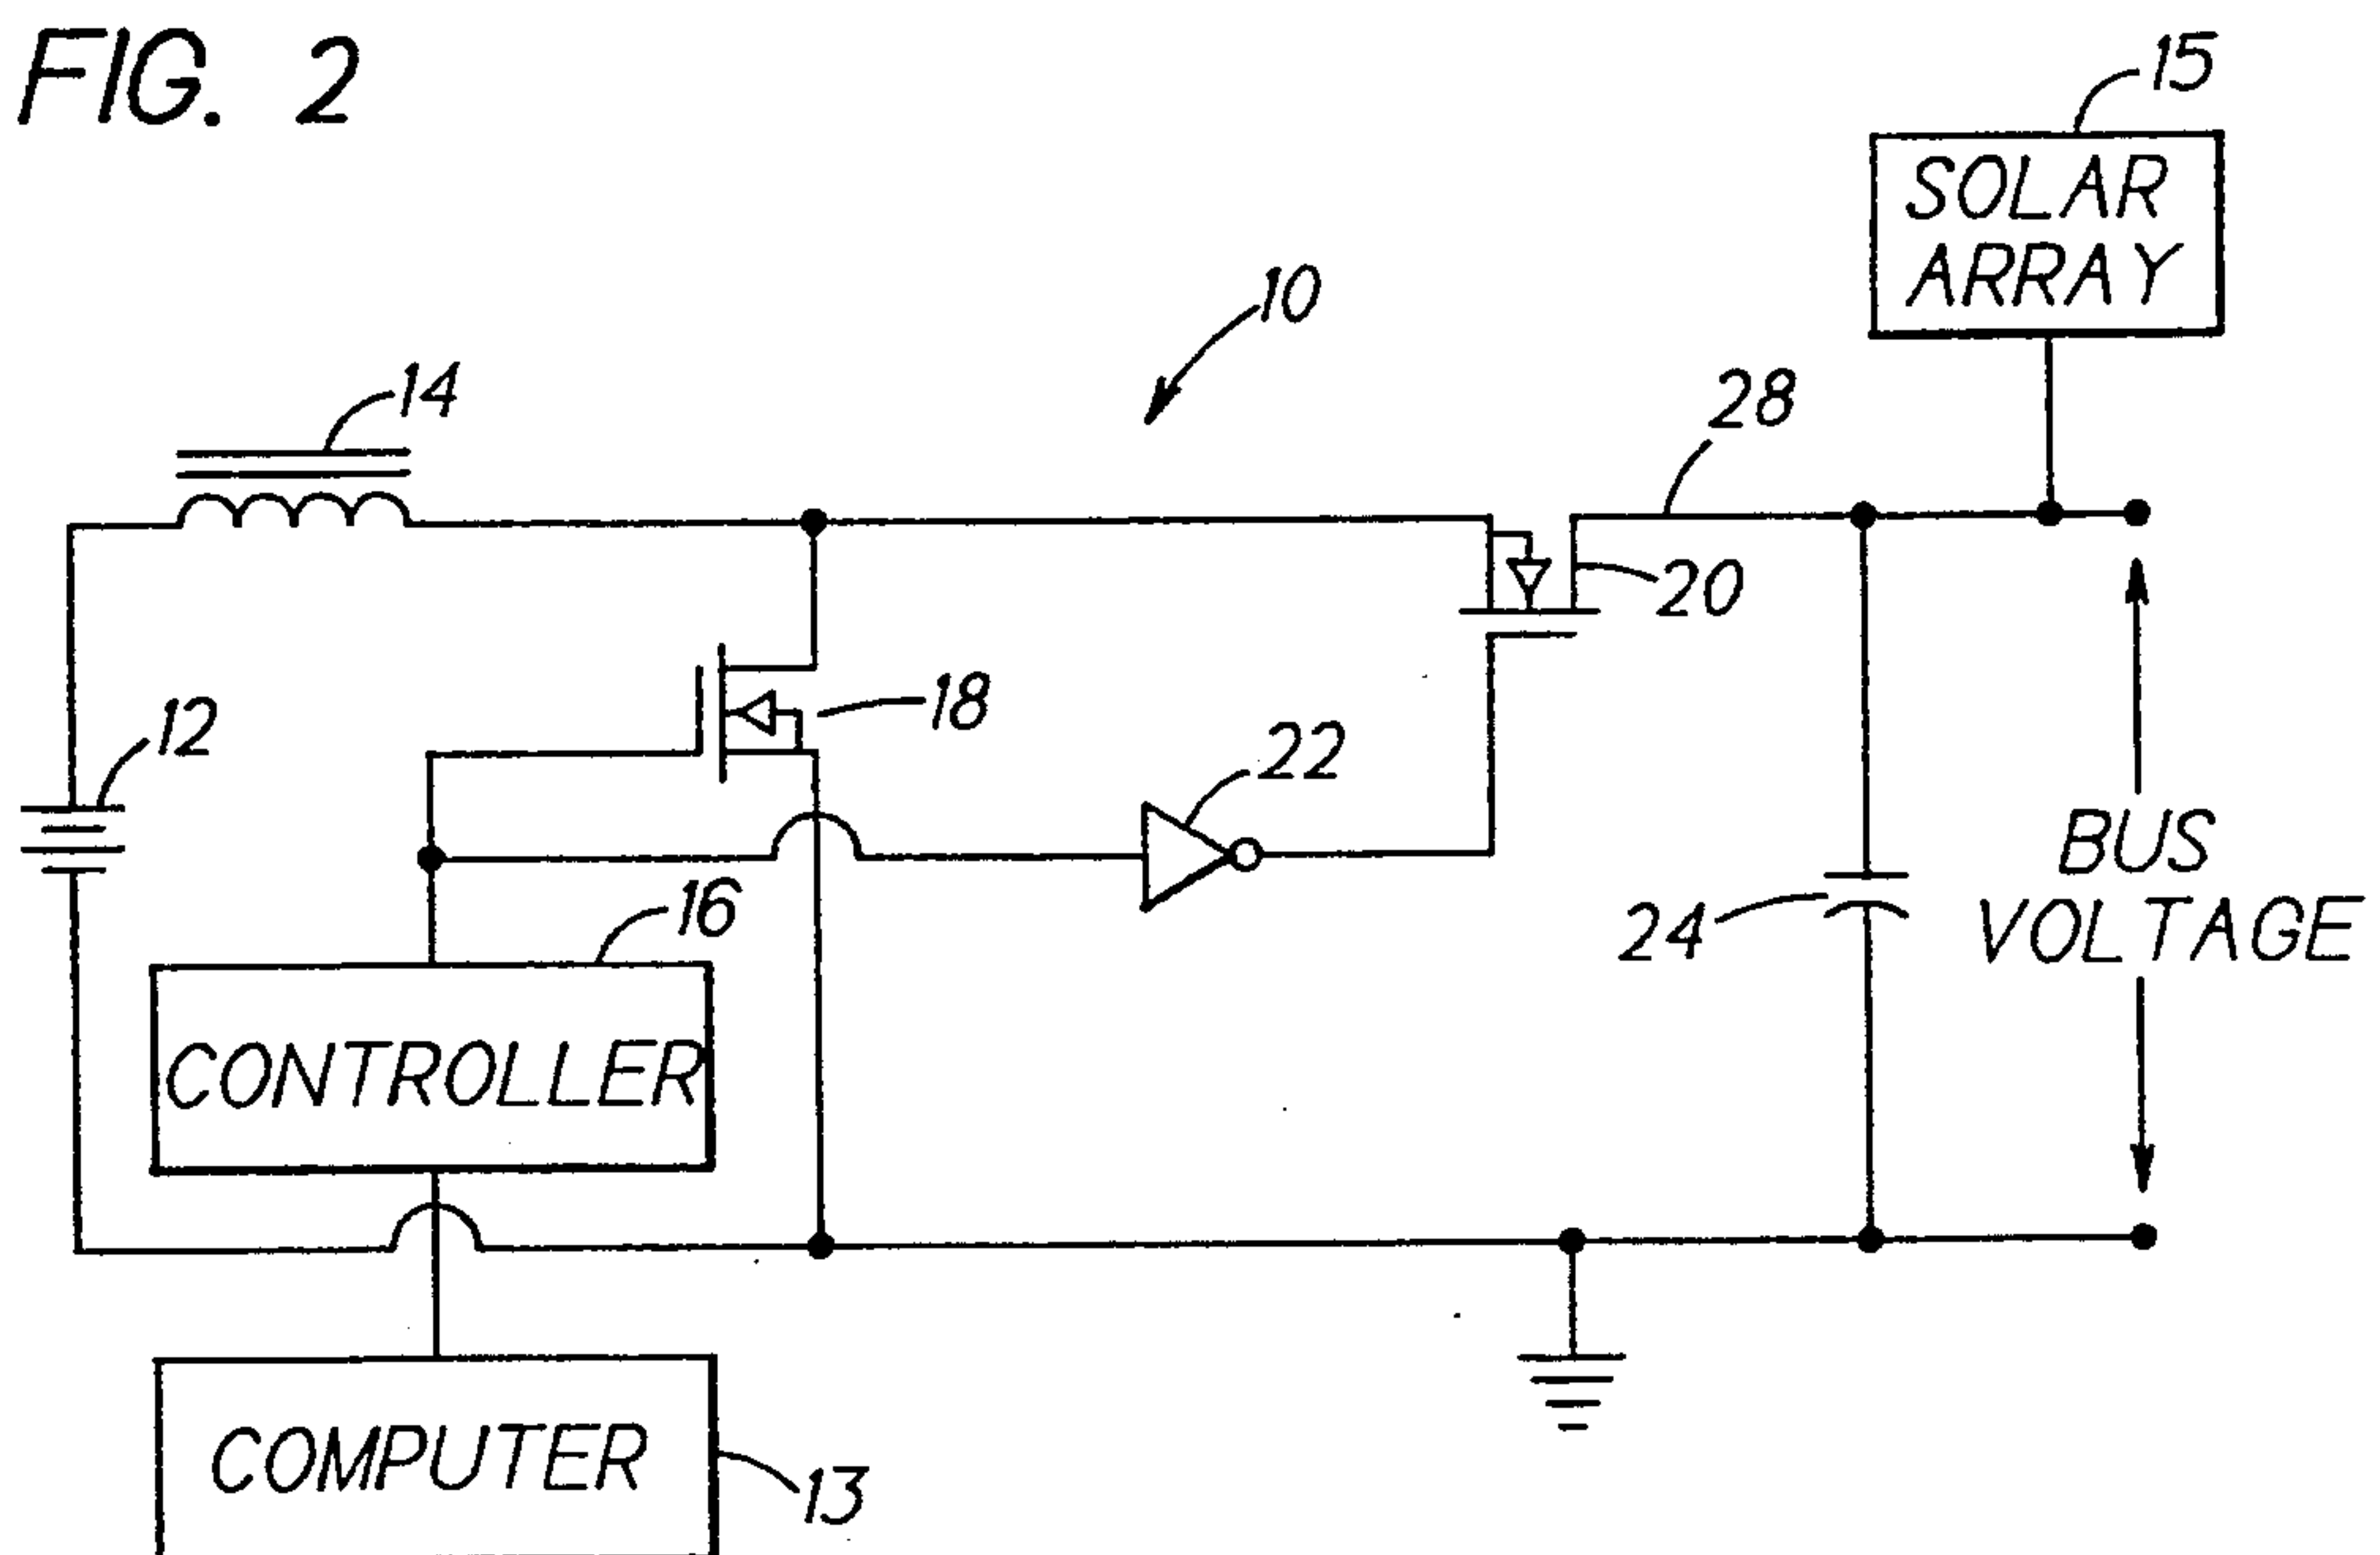 FIG. 2
15
SOLAR
ARRAY
10
14
28
20
18
12
22
BUS
VOLTAGE
16
24
CONTROLLER
COMPUTER
13